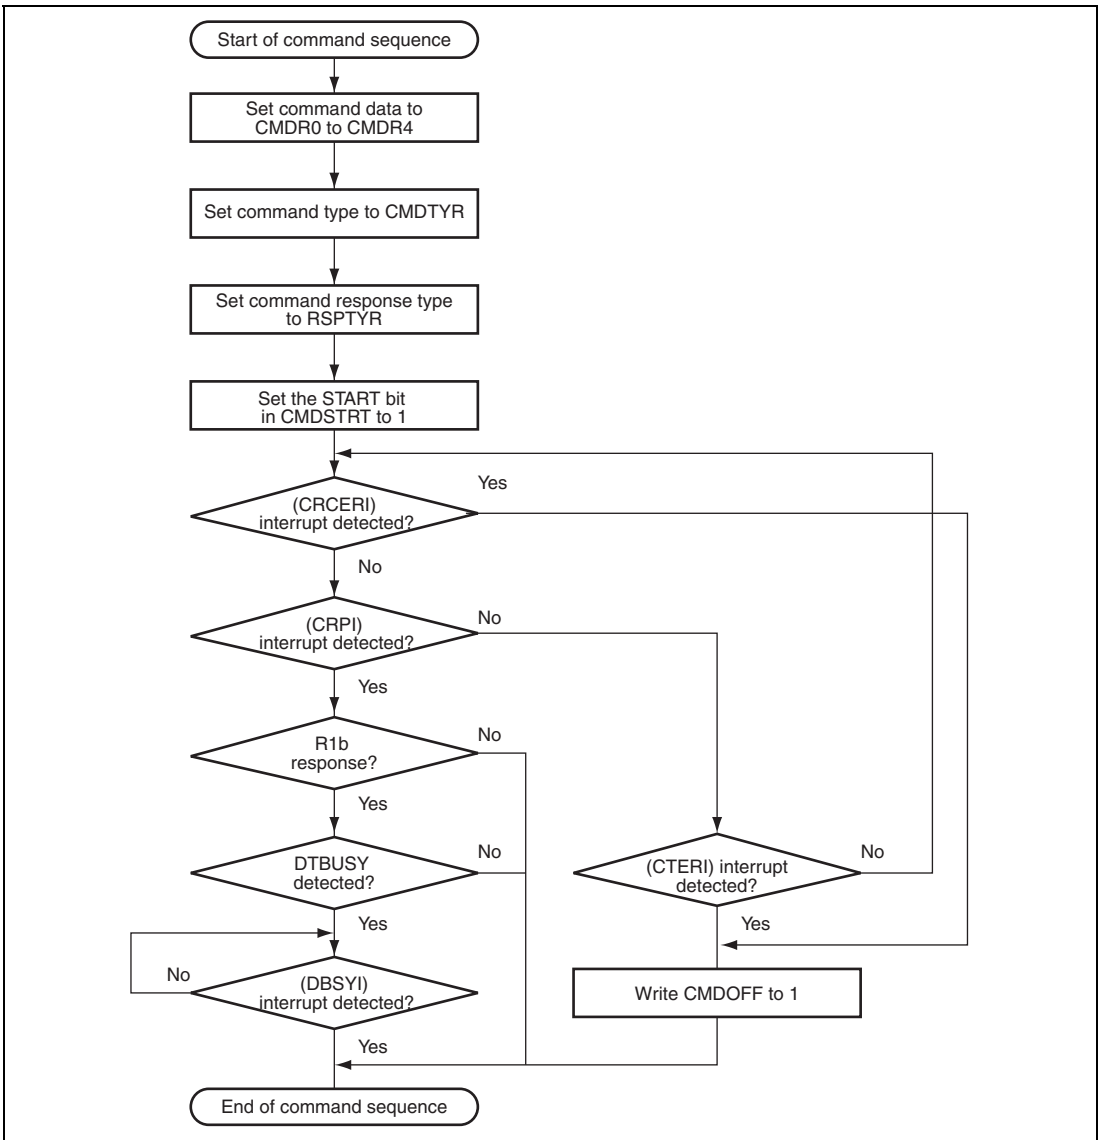 Start of command sequence
Set command data to
CMDR0 to CMDR4
Set command type to CMDTYR
Set command response type
to RSPTYR
Set the START bit
in CMDSTRT to 1
Yes
(CRCERI)
interrupt detected?
No
No
(CRPI)
interrupt detected?
Yes
No
R1b
response?
Yes
No
DTBUSY
detected?
No
(CTERI) interrupt
detected?
Yes
Yes
No
(DBSYI)
interrupt detected?
Write CMDOFF to 1
Yes
End of command sequence